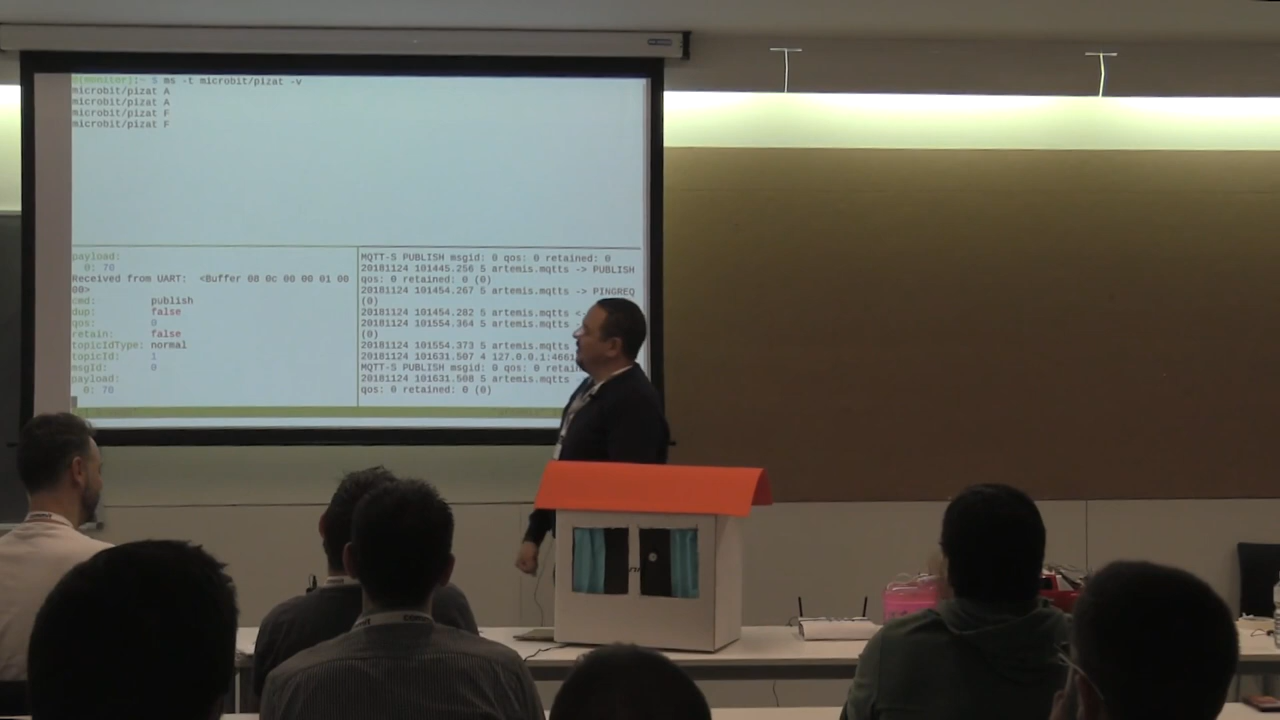 $ ms -t microbit/pizat -v
microbit/pizat A
microbit/pizat A
microbit/pizat F
microbit/pizat F
payload:
0: 70
Received from UART: <Buffer 08 0c 00 00 01 00
00>
cmd: publish
dup: false
qos: 0
retain: false
topicIdType: normal
topicId: 1
msgId: 0
payload:
0: 70
MQTT-S PUBLISH msgid: 0 qos: 0 retained: 0
20181124 101445.256 5 artemis.mqtts -> PUBLISH
qos: 0 retained: 0 (0)
20181124 101454.267 5 artemis.mqtts -> PINGREQ
(0)
20181124 101454.282 5 artemis.mqtts <-
20181124 101554.364 5 artemis.mqtts
(0)
20181124 101554.373 5 artemis.mqtts
20181124 101631.507 4 127.0.0.1:4661
MQTT-S PUBLISH msgid: 0 qos: 0
20181124 101631.508 5 artemis.mqtts
qos: 0 retained: 0 (0)